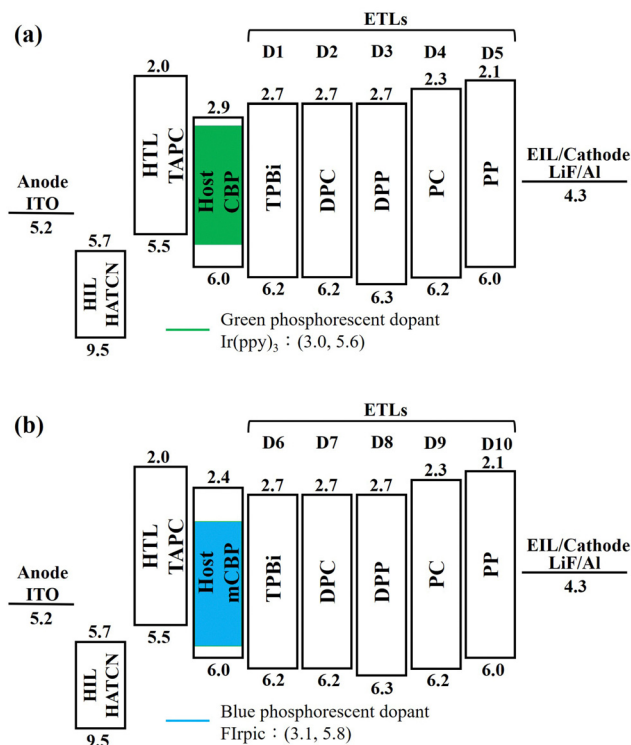 (a)
ETLs
D1 D2 D3 D4 D5
2.0 2.9 2.7 2.7 2.7 2.3 2.1
HTL
TAPC
Host
CBP
TPBi
DPC
DPP
PC
PP
EIL/Cathode
LiF/Al
4.3
Anode
ITO
5.2
5.7
HIL
HATCN
9.5
5.5 6.0 6.2 6.2 6.3 6.2 6.0
Green phosphorescent dopant
Ir(ppy)₃ : (3.0, 5.6)
(b)
ETLs
D6 D7 D8 D9 D10
2.0 2.4 2.7 2.7 2.7 2.3 2.1
HTL
TAPC
Host
mCBP
TPBi
DPC
DPP
PC
PP
EIL/Cathode
LiF/Al
4.3
Anode
ITO
5.2
5.7
HIL
HATCN
9.5
5.5 6.0 6.2 6.2 6.3 6.2 6.0
Blue phosphorescent dopant
FIrpic : (3.1, 5.8)